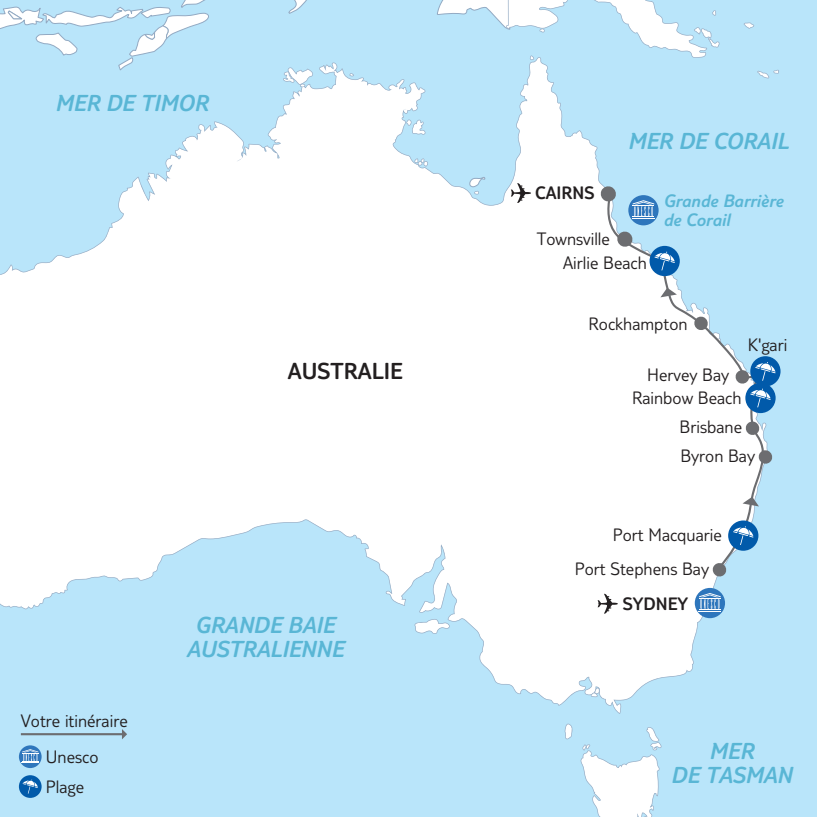 MER DE TIMOR
MER DE CORAIL
CAIRNS
Grande Barrière
de Corail
Townsville
Airlie Beach
Rockhampton
K'gari
AUSTRALIE
Hervey Bay
Rainbow Beach
Brisbane
Byron Bay
Port Macquarie
Port Stephens Bay
SYDNEY
GRANDE BAIE
AUSTRALIENNE
Votre itinéraire
Unesco
Plage
MER
DE TASMAN